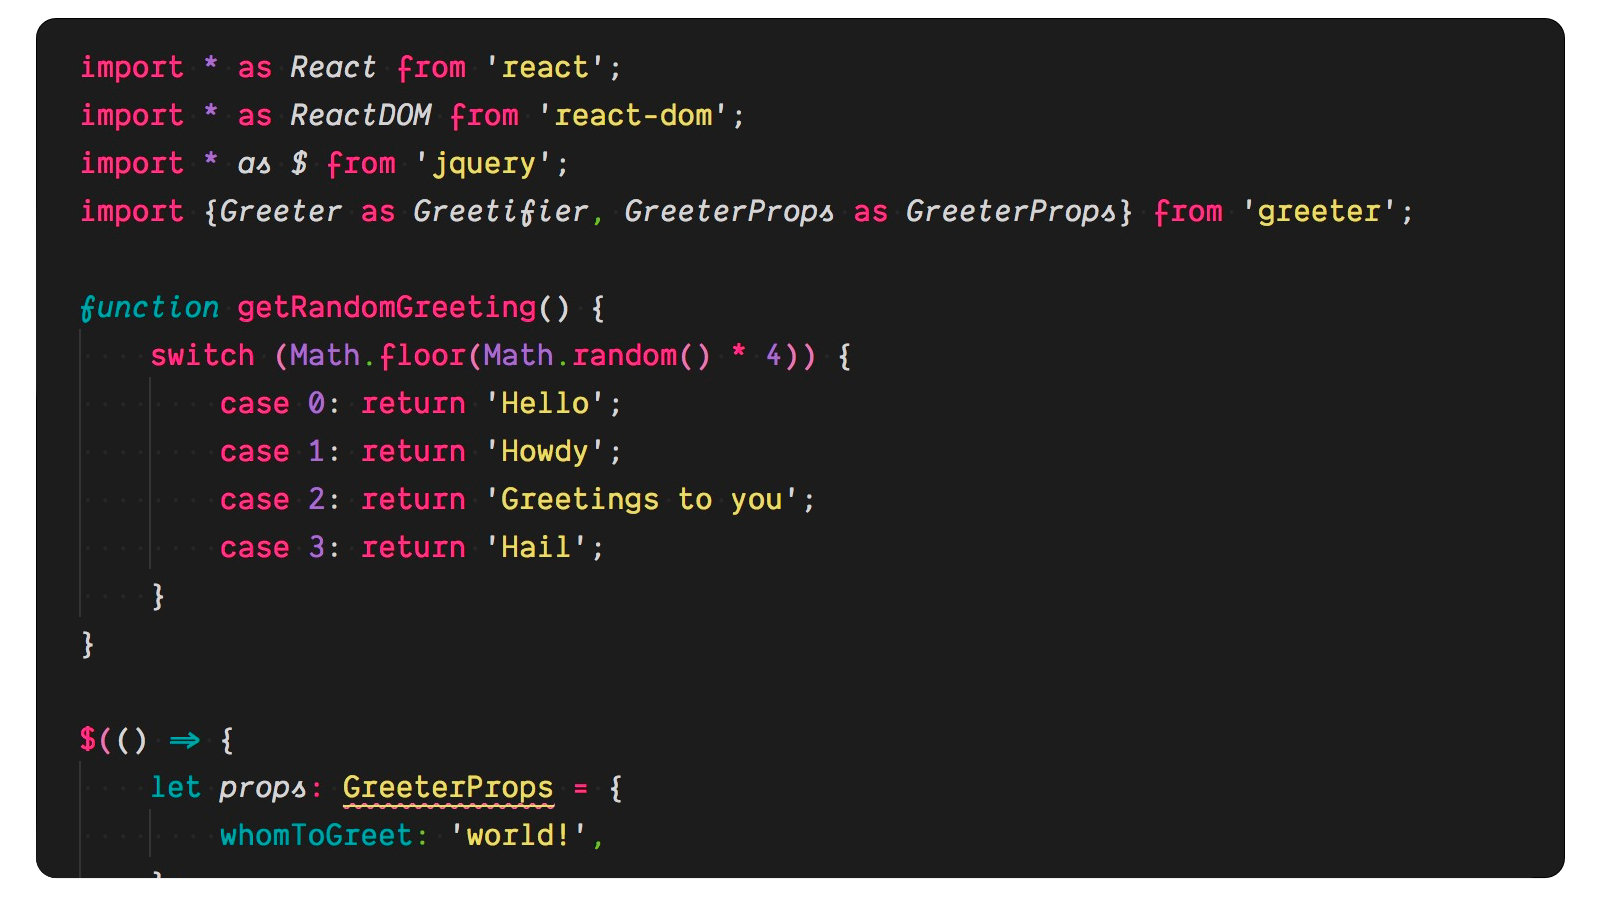 import * as React from 'react';
import * as ReactDOM from 'react-dom';
import * as $ from 'jquery';
import {Greeter as Greetifier, GreeterProps as GreeterProps} from 'greeter';

function getRandomGreeting() {
    switch (Math.floor(Math.random() * 4)) {
        case 0: return 'Hello';
        case 1: return 'Howdy';
        case 2: return 'Greetings to you';
        case 3: return 'Hail';
    }
}

$(() => {
    let props: GreeterProps = {
        whomToGreet: 'world!',